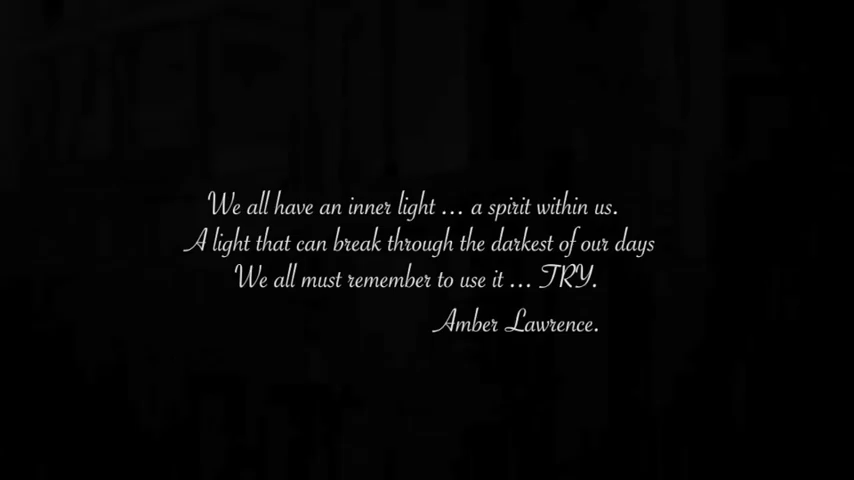 We all have an inner light ... a spirit within us.
A light that can break through the darkest of our days
We all must remember to use it ... TRY.
Amber Lawrence.